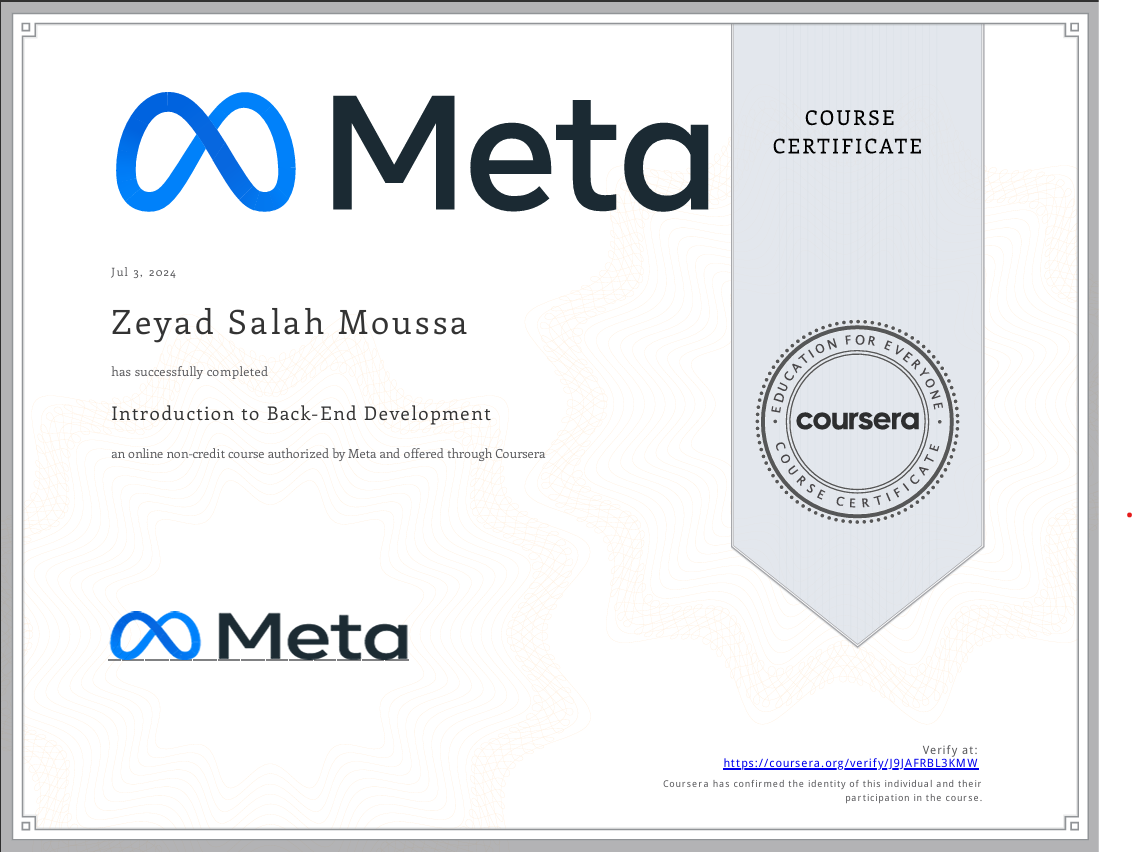 Meta
COURSE
CERTIFICATE
Jul 3, 2024
Zeyad Salah Moussa
has successfully completed
Introduction to Back-End Development
an online non-credit course authorized by Meta and offered through Coursera
• EDUCATION FOR EVERYONE •
coursera
COURSE CERTIFICATE
Meta
Verify at:
https://coursera.org/verify/J9JAFRBL3KMW
Coursera has confirmed the identity of this individual and their
participation in the course.